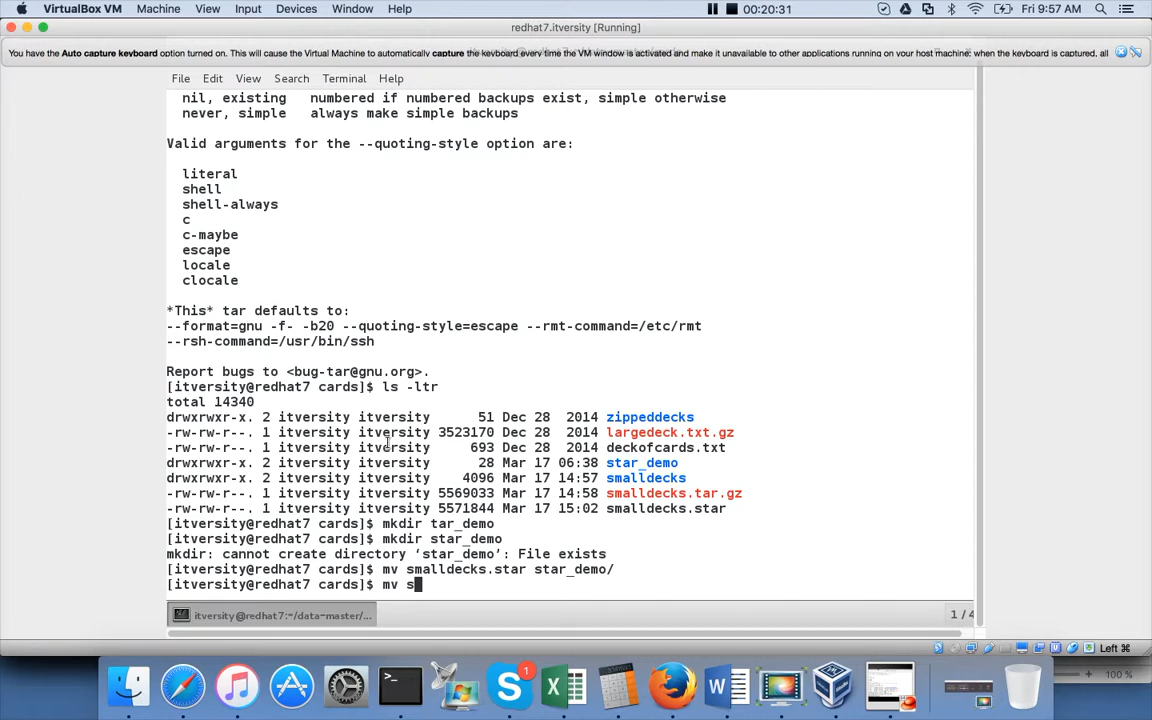 VirtualBox VM Machine View Input Devices Window Help 00:20:31 Fri 9:57 AM
redhat7.itversity [Running]
You have the Auto capture keyboard option turned on. This will cause the Virtual Machine to automatically capture the keyboard every time the VM window is activated and make it unavailable to other applications running on your host machine: when the keyboard is captured, all
File Edit View Search Terminal Help
nil, existing numbered if numbered backups exist, simple otherwise
never, simple always make simple backups
Valid arguments for the --quoting-style option are:
literal
shell
shell-always
c
c-maybe
escape
locale
clocale
*This* tar defaults to:
--format=gnu -f- -b20 --quoting-style=escape --rmt-command=/etc/rmt
--rsh-command=/usr/bin/ssh
Report bugs to <bug-tar@gnu.org>.
[itversity@redhat7 cards]$ ls -ltr
total 14340
drwxrwxr-x. 2 itversity itversity 51 Dec 28 2014 zippeddecks
-rw-rw-r--. 1 itversity itversity 3523170 Dec 28 2014 largedeck.txt.gz
-rw-rw-r--. 1 itversity itversity 693 Dec 28 2014 deckofcards.txt
drwxrwxr-x. 2 itversity itversity 28 Mar 17 06:38 star_demo
drwxrwxr-x. 2 itversity itversity 4096 Mar 17 14:57 smalldecks
-rw-rw-r--. 1 itversity itversity 5569033 Mar 17 14:58 smalldecks.tar.gz
-rw-rw-r--. 1 itversity itversity 5571844 Mar 17 15:02 smalldecks.star
[itversity@redhat7 cards]$ mkdir tar_demo
[itversity@redhat7 cards]$ mkdir star_demo
mkdir: cannot create directory ‘star_demo’: File exists
[itversity@redhat7 cards]$ mv smalldecks.star star_demo/
[itversity@redhat7 cards]$ mv s
itversity@redhat7:~/data-master/... 1 / 4
Left ⌘
1
100 %